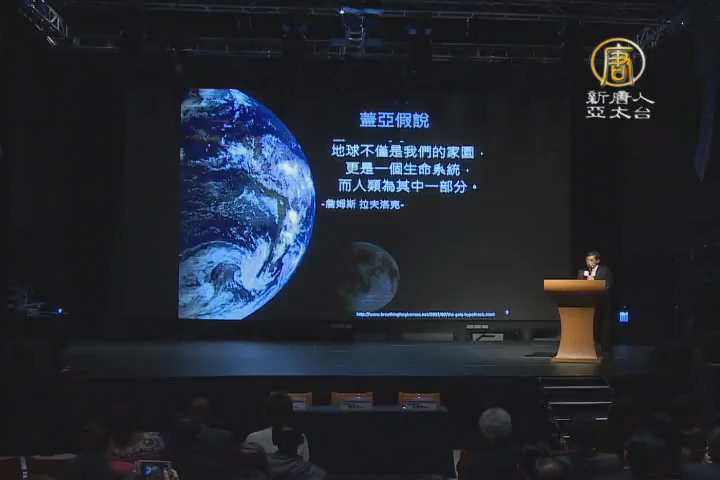 蓋亞假說
地球不僅是我們的家園，
更是一個生命系統，
而人類為其中一部分。
-詹姆斯 拉夫洛克-
唐
新唐人
亞太台